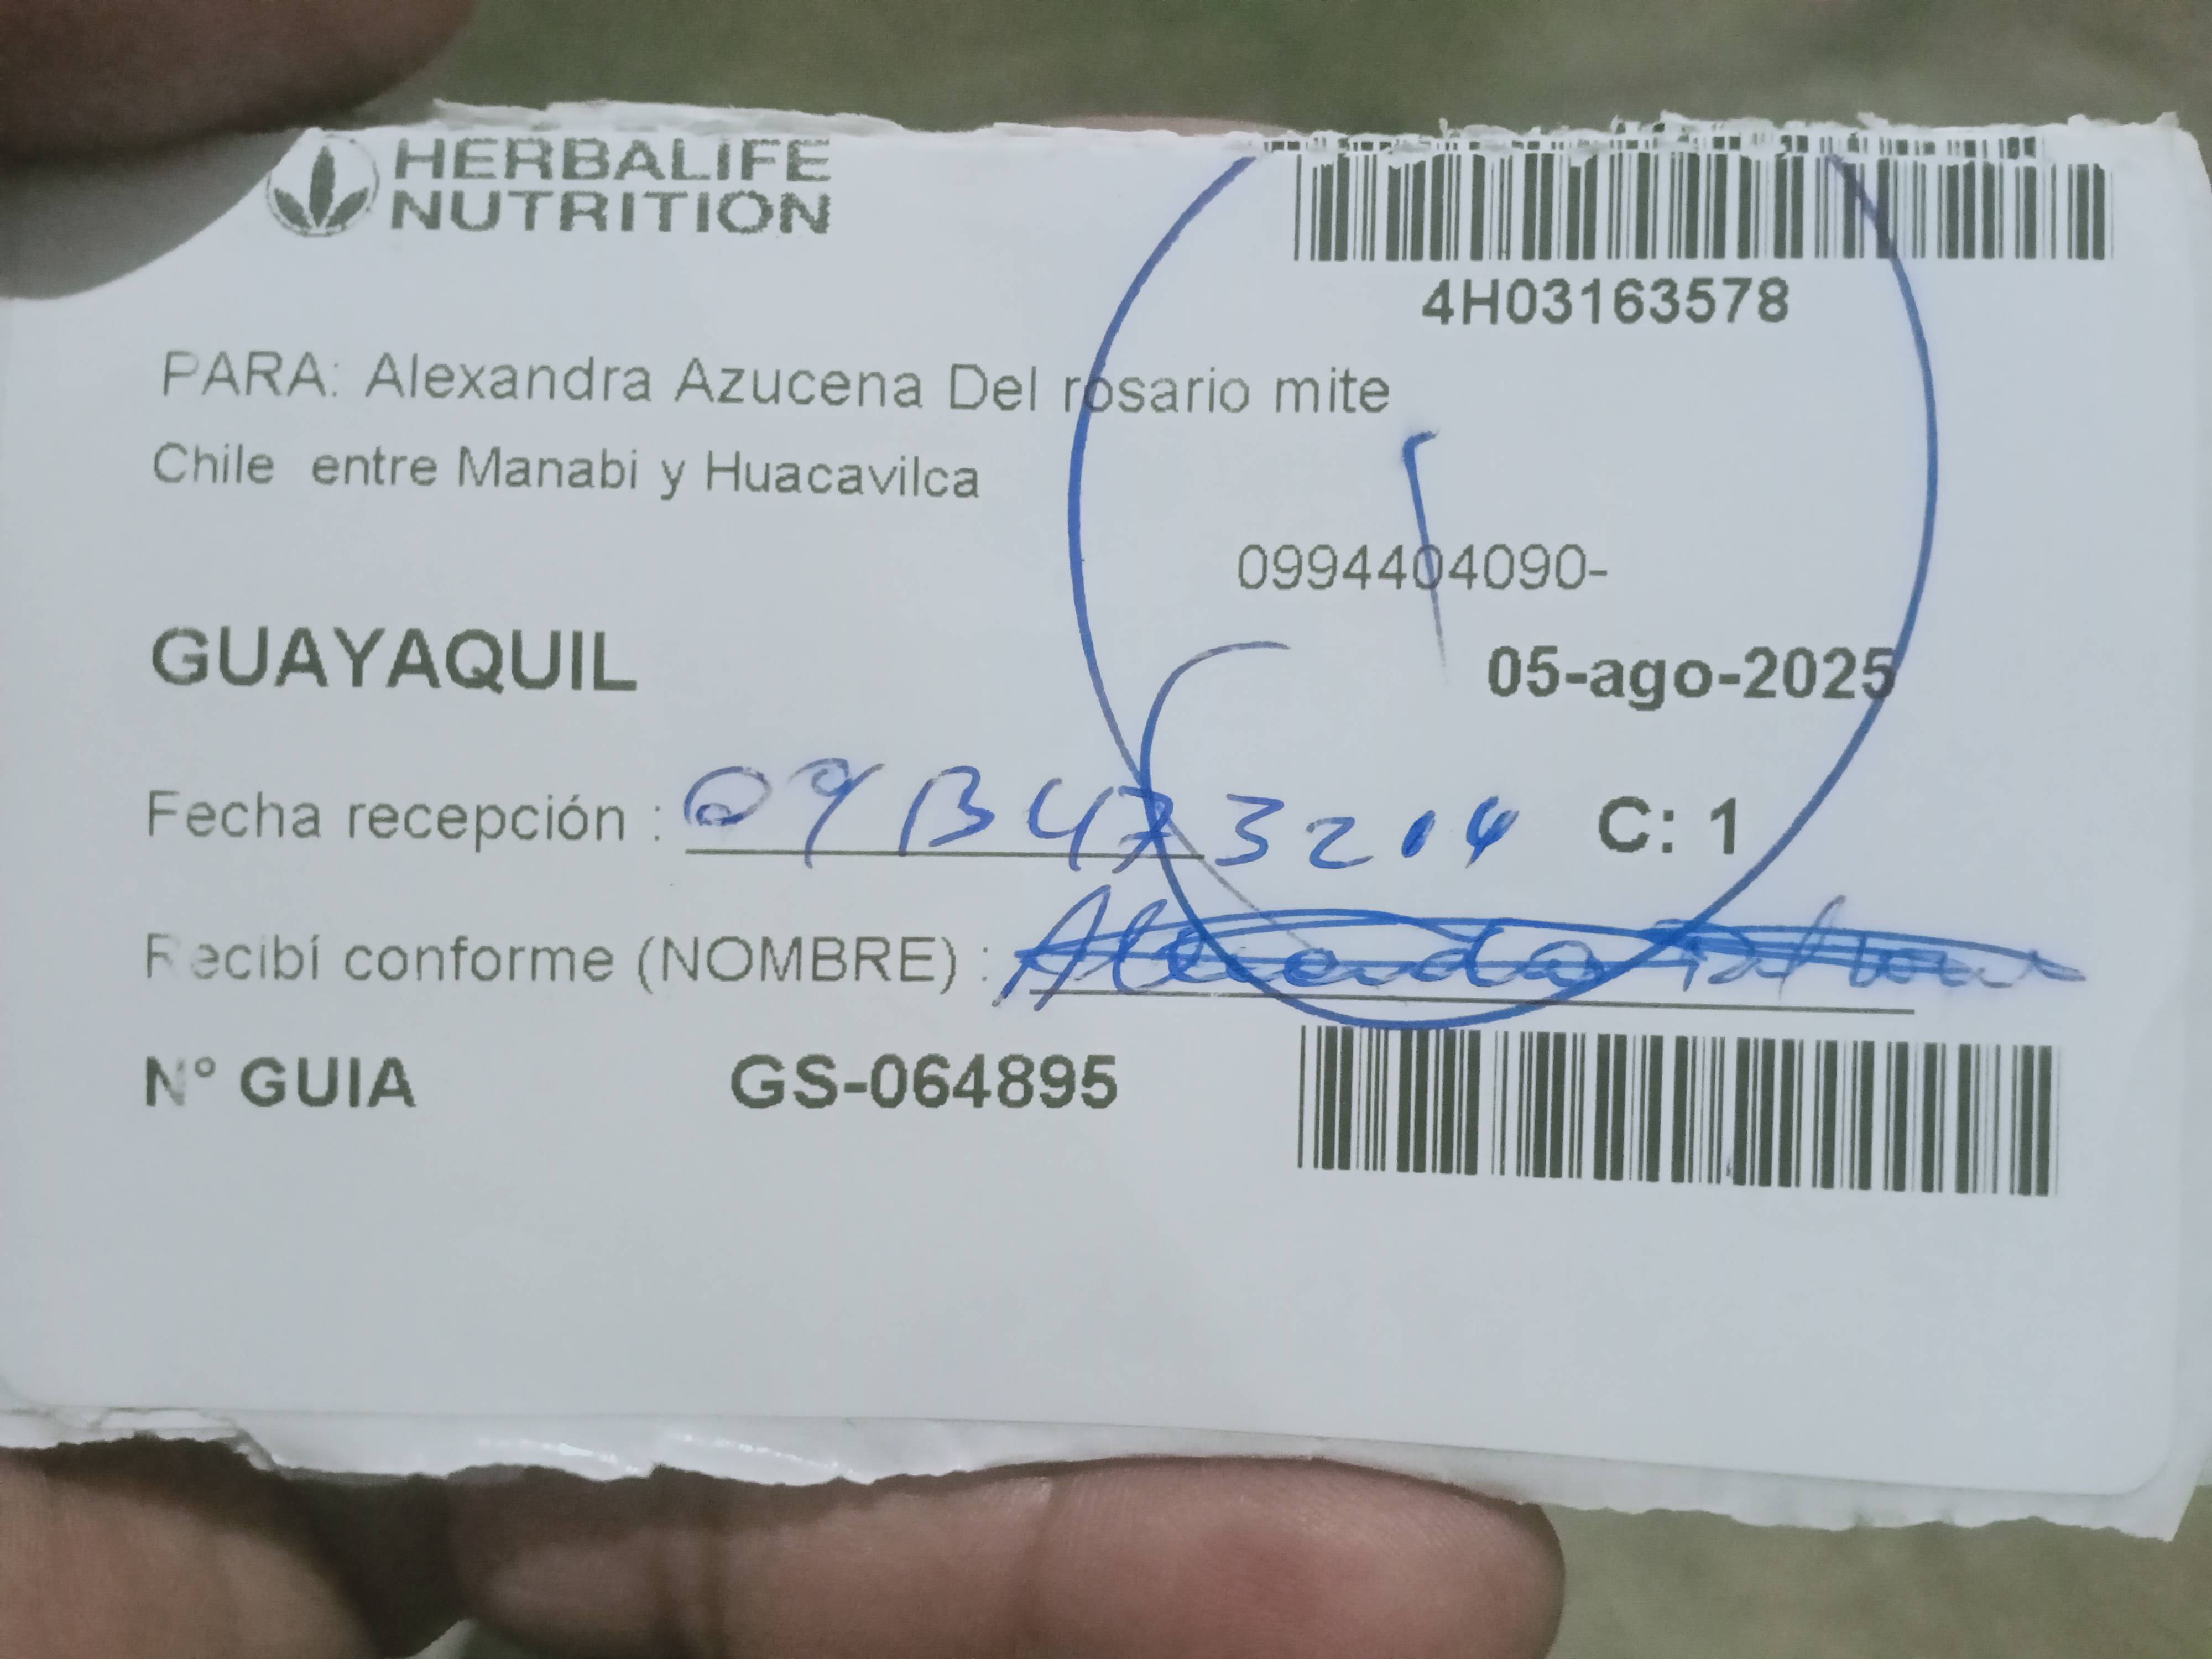 HERBALIFE
NUTRITION
4H03163578
PARA: Alexandra Azucena Del rosario mite
Chile entre Manabi y Huacavilca
0994404090-
GUAYAQUIL
05-ago-2025
Fecha recepción :
C: 1
Recibí conforme (NOMBRE) :
N° GUIA GS-064895